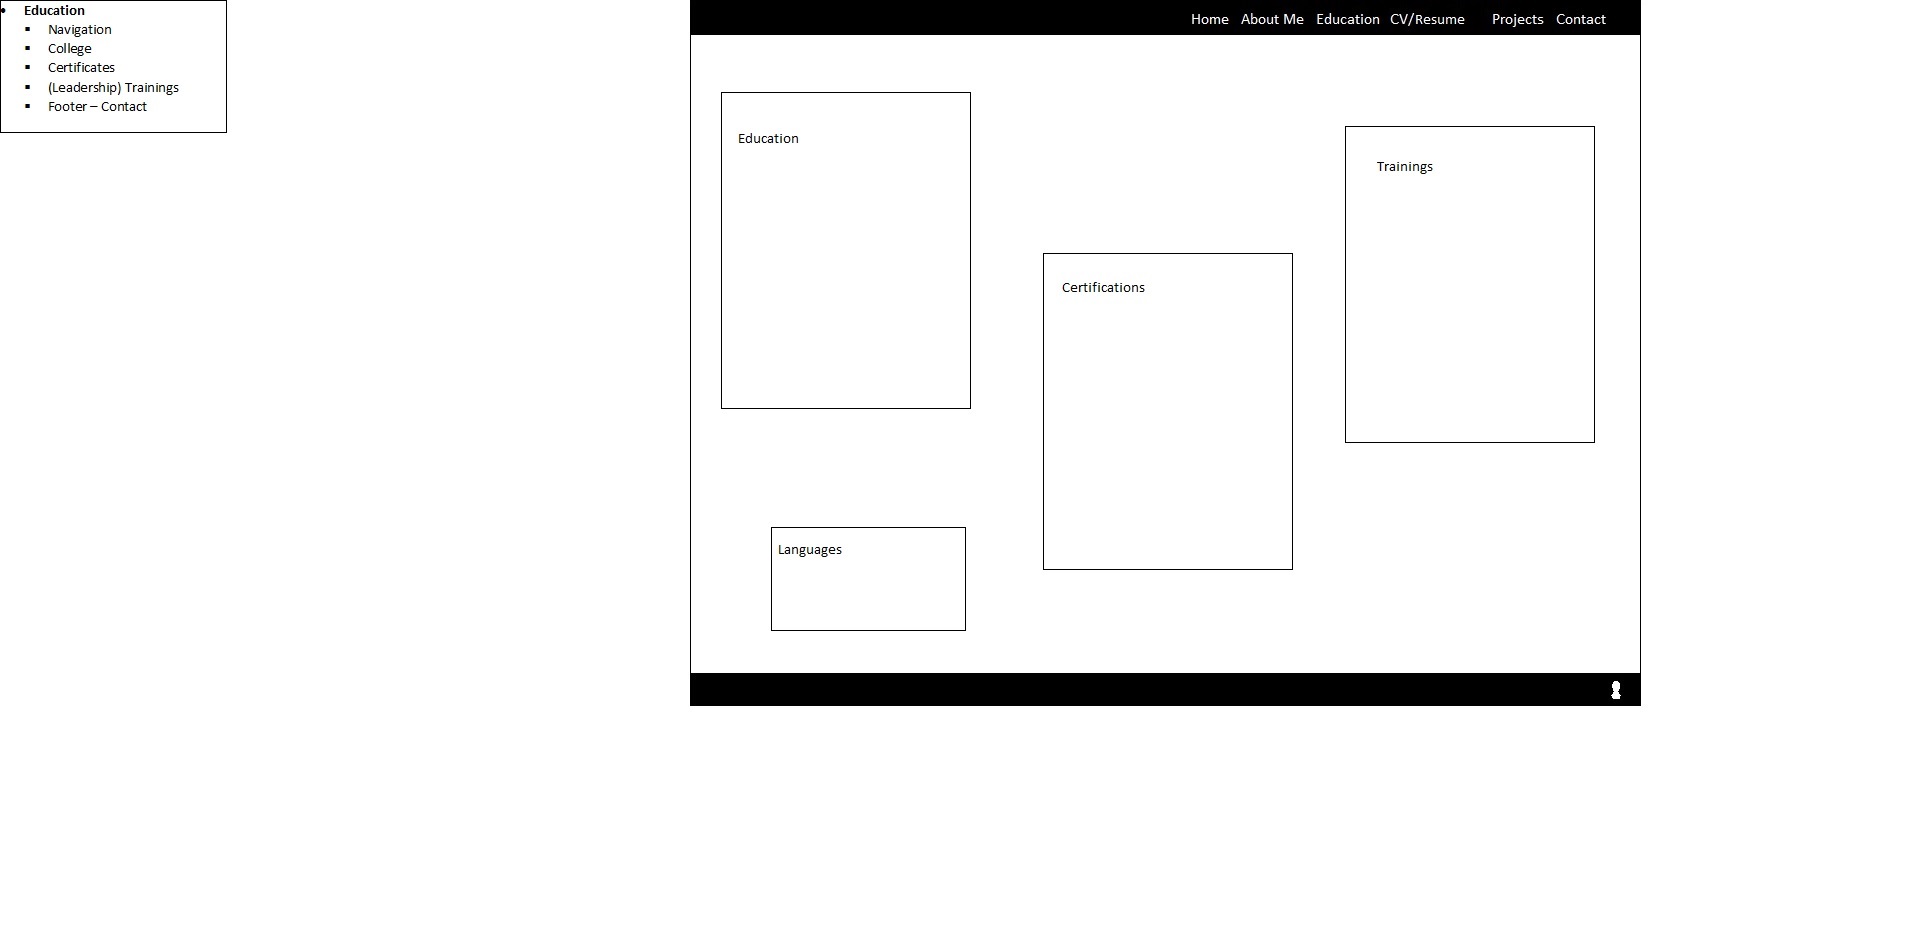 Education
Navigation
College
Certificates
(Leadership) Trainings
Footer – Contact
Home About Me Education CV/Resume Projects Contact
Education
Trainings
Certifications
Languages